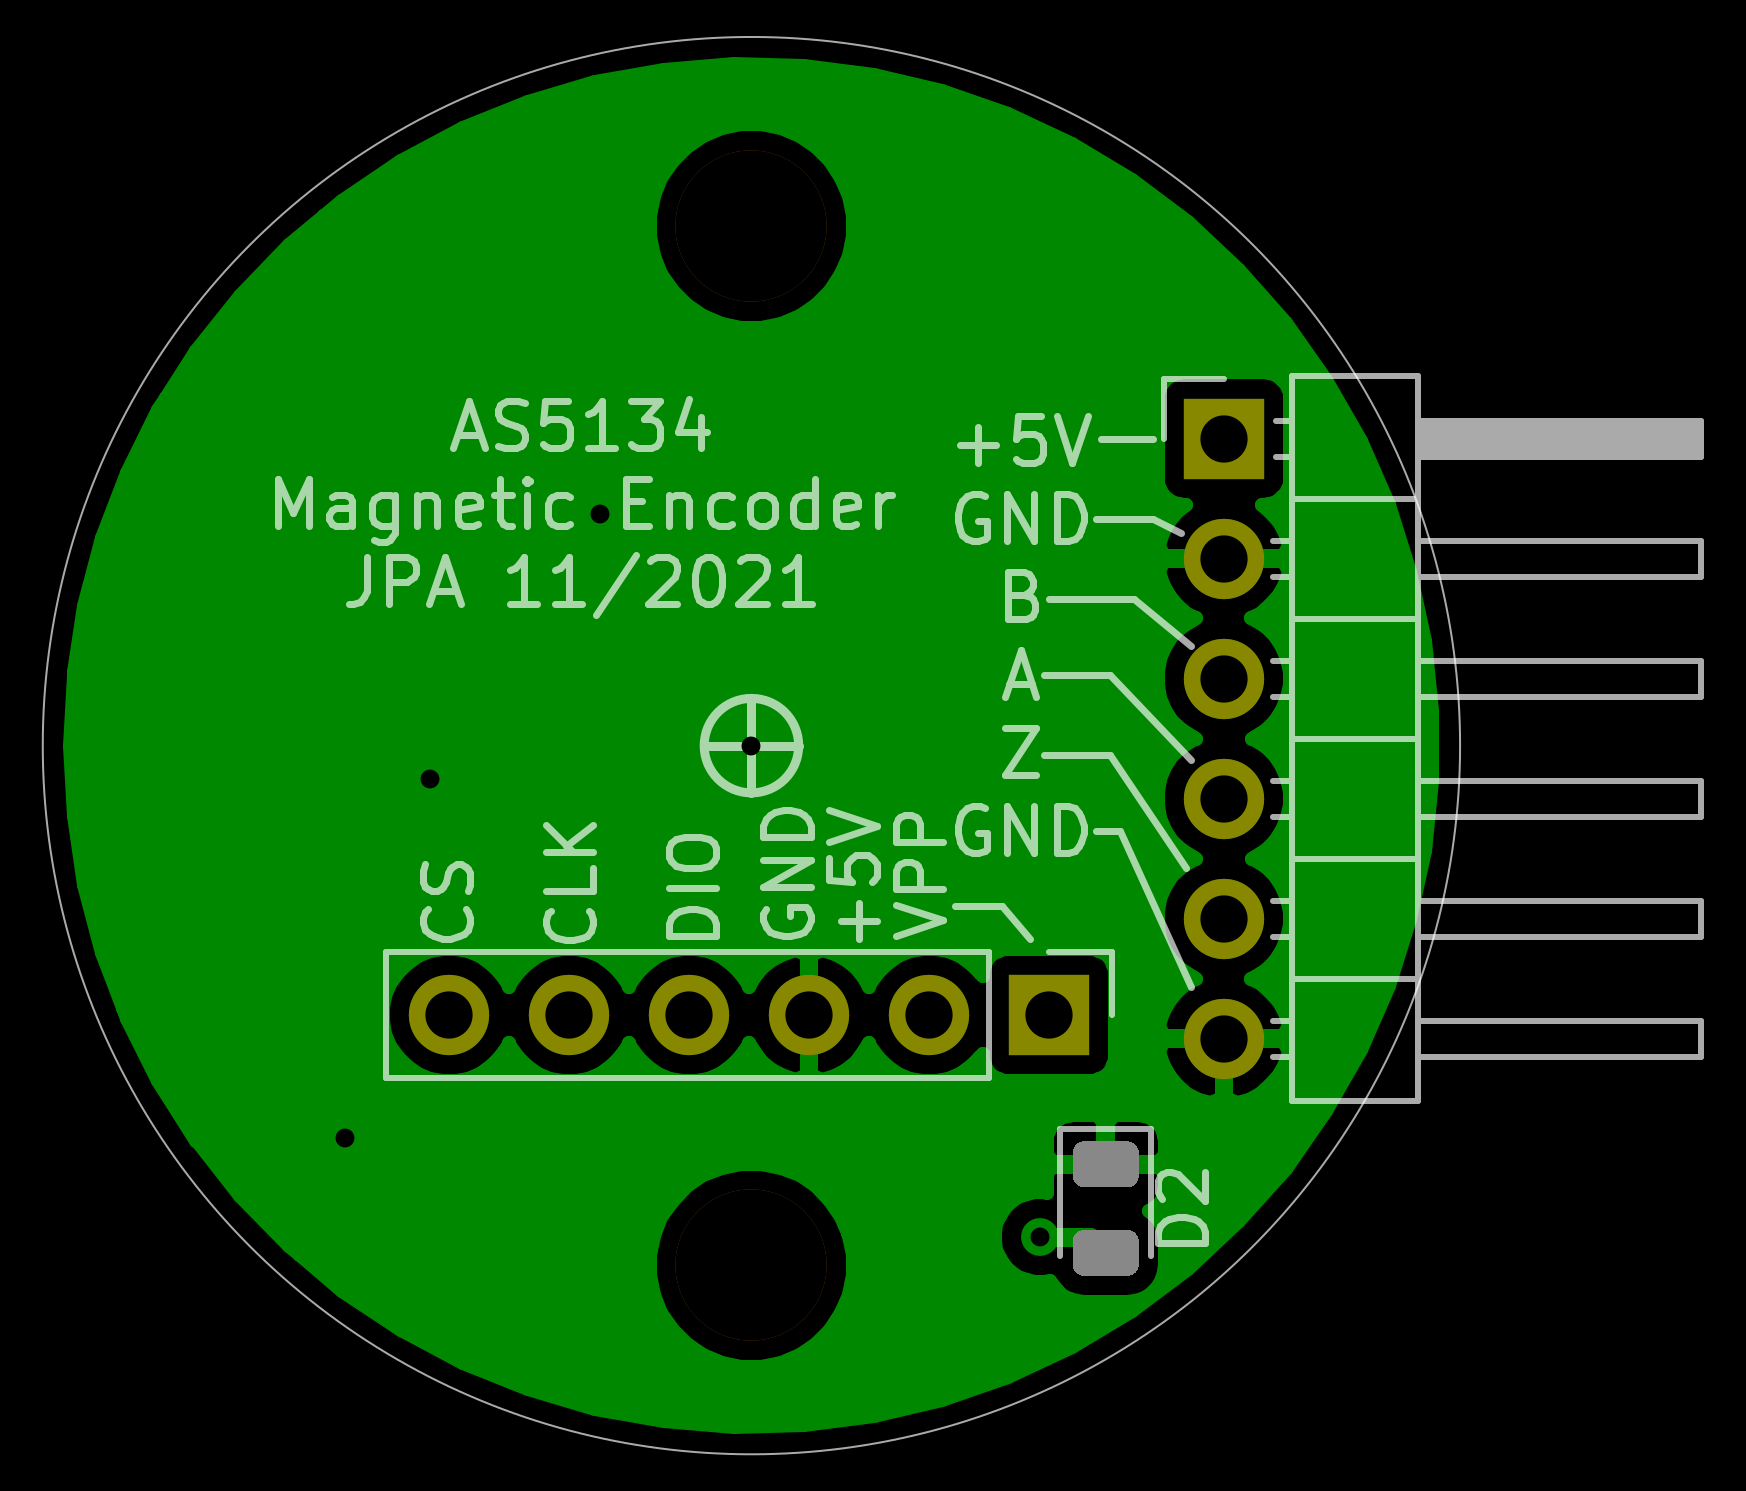 AS5134
Magnetic Encoder
JPA 11/2021
+5V
GND
B
A
Z
GND
CS
CLK
DIO
GND
+5V
VPP
D2